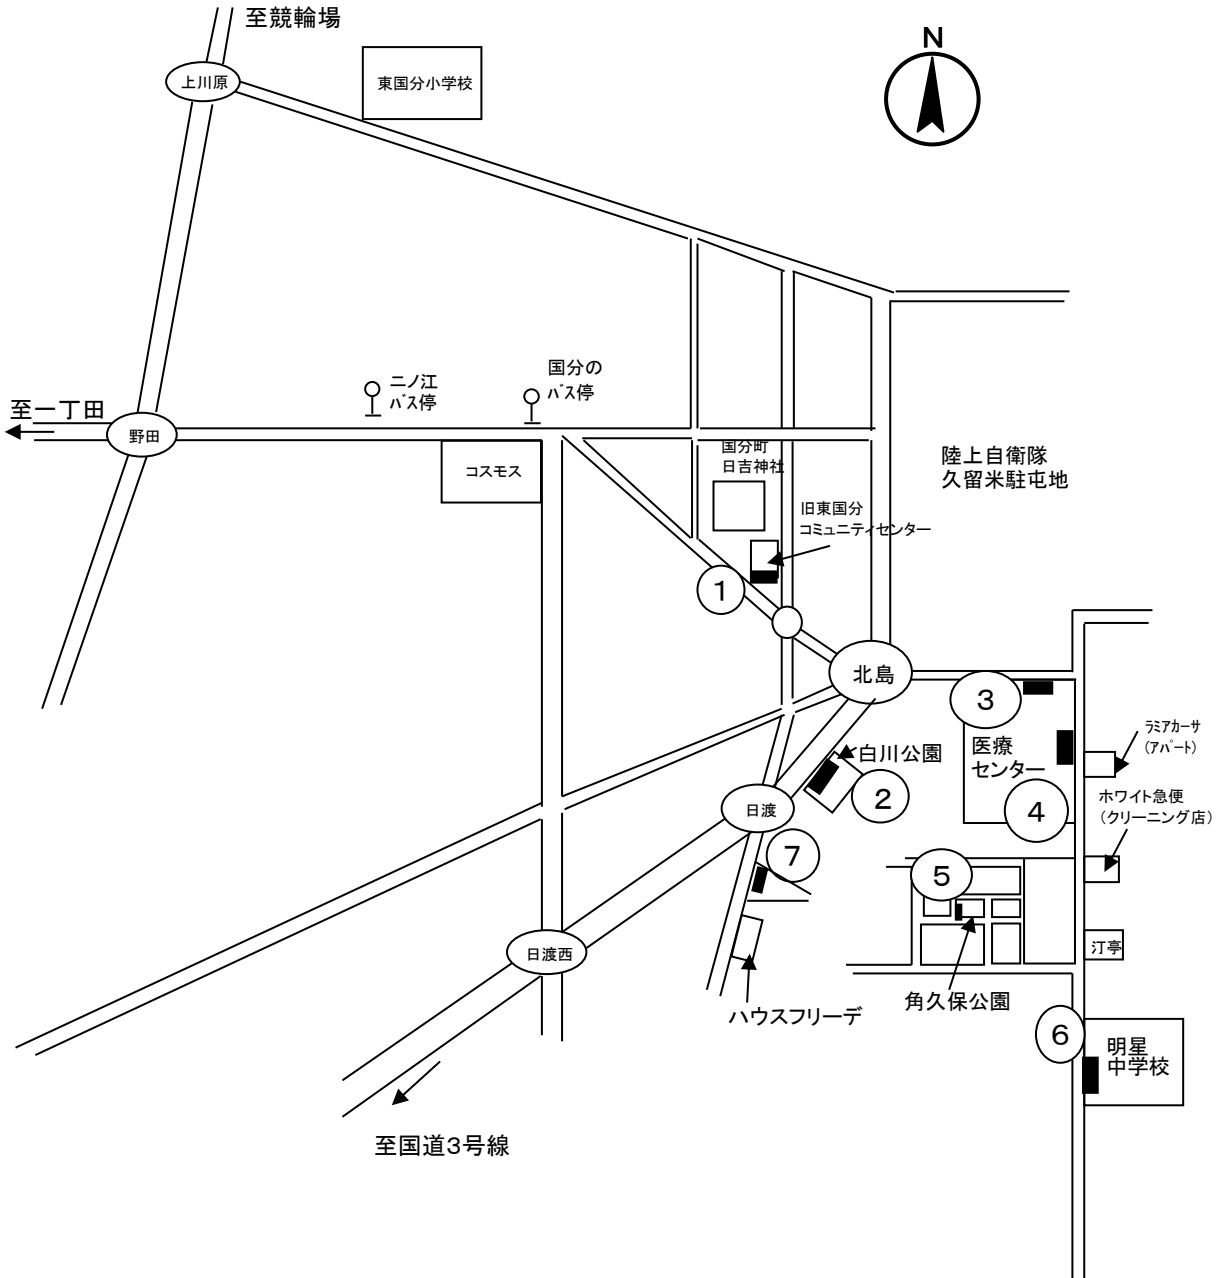 至競輪場
N
上川原
東国分小学校
二ノ江
バス停
国分の
バス停
至一丁田
野田
コスモス
国分町
日吉神社
陸上自衛隊
久留米駐屯地
旧東国分
コミュニティセンター
1
北島
3
ラミアカーサ
(アパート)
医療
センター
白川公園
2
4
ホワイト急便
(クリーニング店)
日渡
7
5
汀亭
日渡西
角久保公園
ハウスフリーデ
6
明星
中学校
至国道3号線